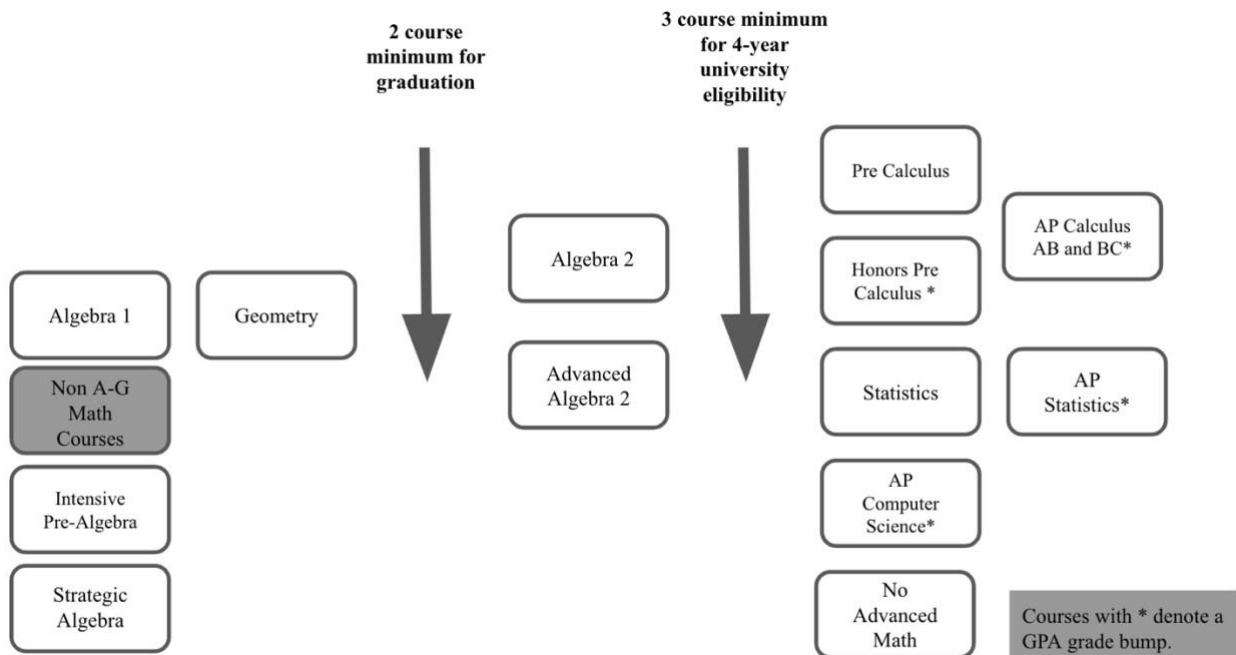 2 course
minimum for
graduation
3 course minimum
for 4-year
university
eligibility
Algebra 1
Geometry
Non A-G
Math
Courses
Intensive
Pre-Algebra
Strategic
Algebra
Algebra 2
Advanced
Algebra 2
Pre Calculus
Honors Pre
Calculus *
Statistics
AP
Computer
Science*
No
Advanced
Math
AP Calculus
AB and BC*
AP
Statistics*
Courses with * denote a
GPA grade bump.